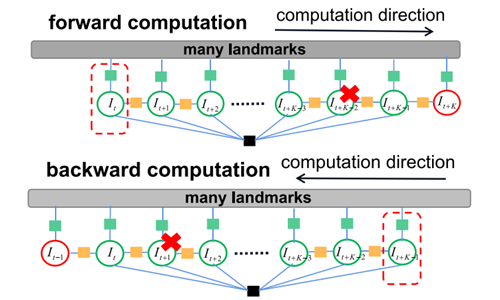 forward computation
computation direction
many landmarks
I_t I_{t+1} I_{t+2} ...... I_{t+K-3} I_{t+K-2} I_{t+K-1} I_{t+K}
backward computation
computation direction
many landmarks
I_{t-1} I_t I_{t+1} I_{t+2} ...... I_{t+K-3} I_{t+K-2} I_{t+K-1}